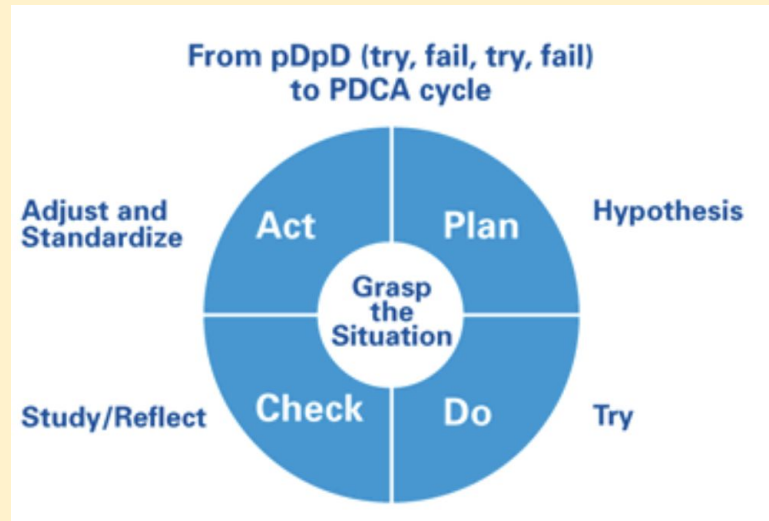 From pDpD (try, fail, try, fail)
to PDCA cycle
Adjust and
Standardize
Act
Plan
Hypothesis
Grasp
the
Situation
Study/Reflect
Check
Do
Try